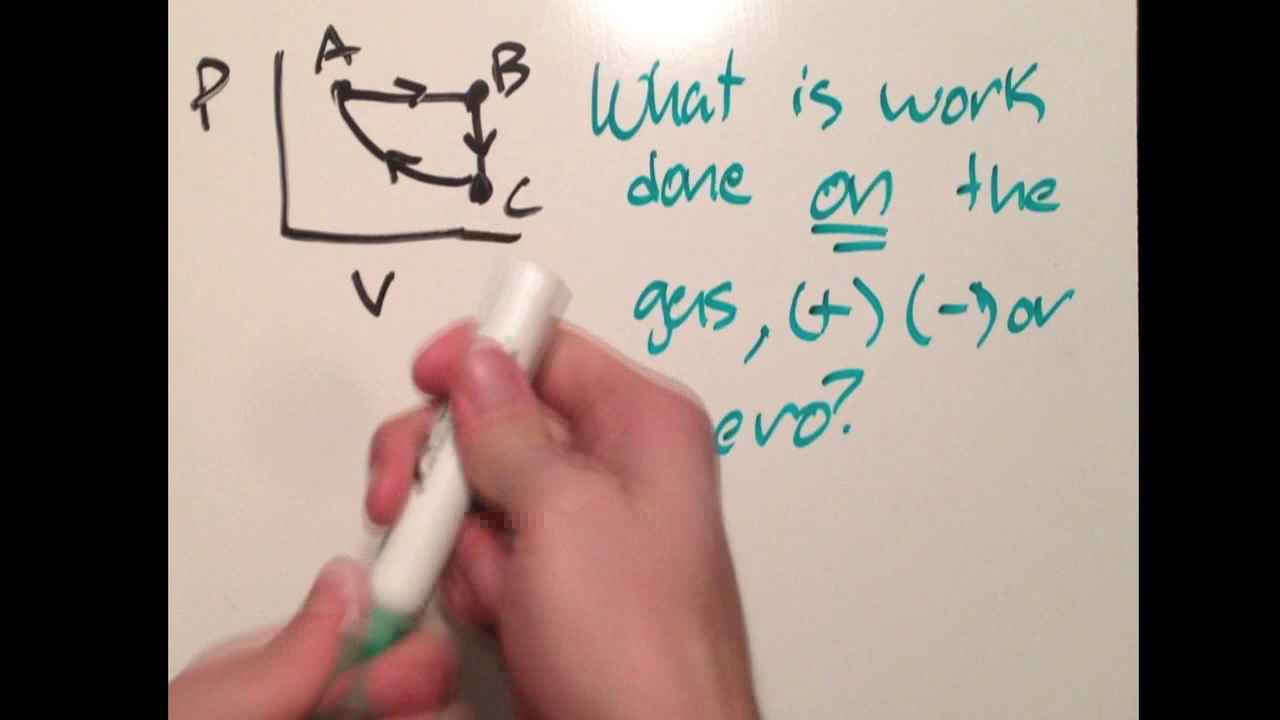 P
A
B
C
V
What is work
done on the
gas, (+) (-) or
ero?